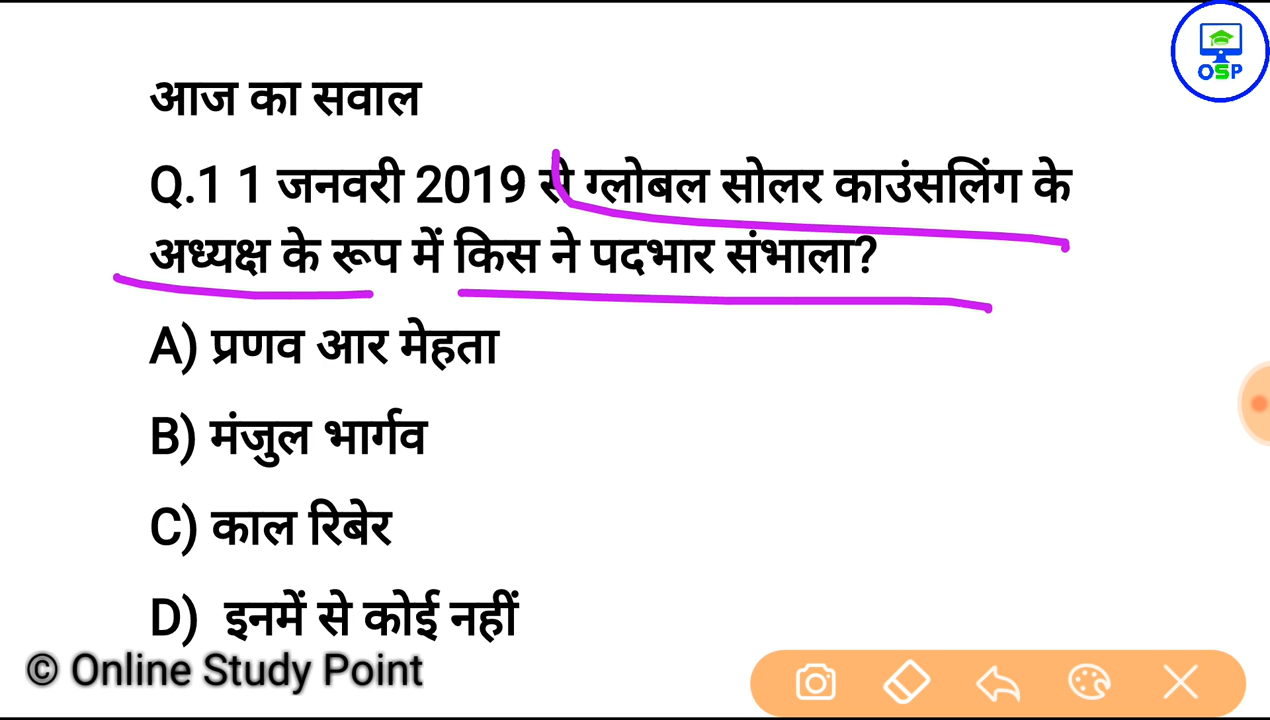 OSP
आज का सवाल
Q.1 1 जनवरी 2019 से ग्लोबल सोलर काउंसलिंग के
अध्यक्ष के रूप में किस ने पदभार संभाला?
A) प्रणव आर मेहता
B) मंजुल भार्गव
C) काल रिबेर
D) इनमें से कोई नहीं
© Online Study Point